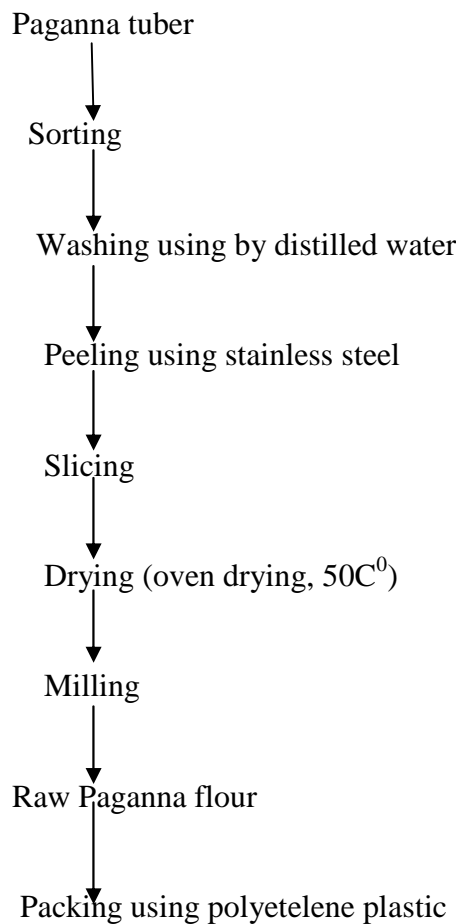 Paganna tuber
Sorting
Washing using by distilled water
Peeling using stainless steel
Slicing
Drying (oven drying, 50C⁰)
Milling
Raw Paganna flour
Packing using polyetelene plastic